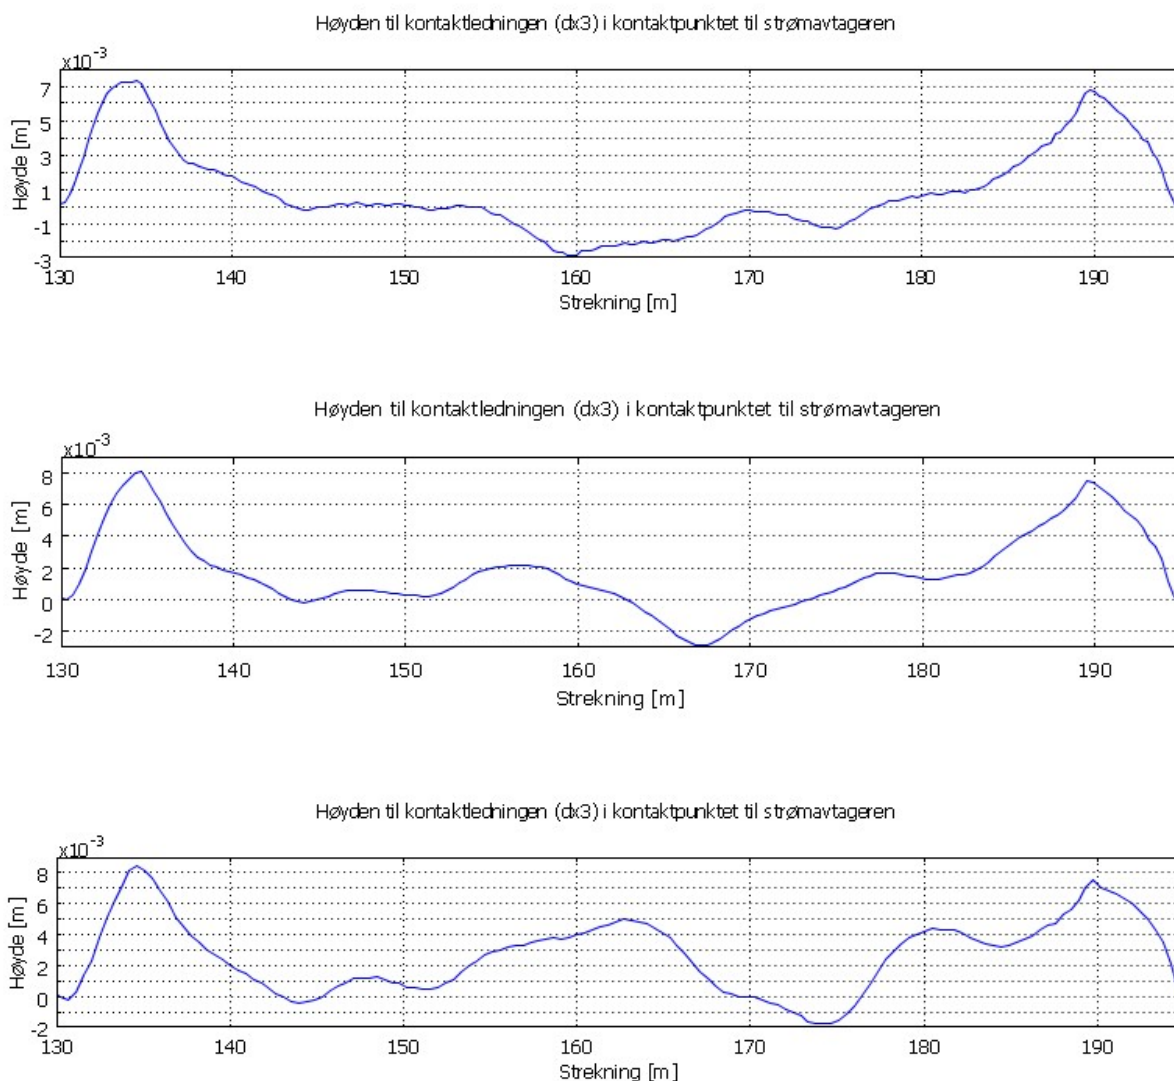 Høyden til kontaktledningen (dx3) i kontaktpunktet til strømavtageren
x10-3
7
5
3
1
-1
-3
Høyde [m]
130 140 150 160 170 180 190
Strekning [m]
Høyden til kontaktledningen (dx3) i kontaktpunktet til strømavtageren
x10-3
8
6
4
2
0
-2
Høyde [m]
130 140 150 160 170 180 190
Strekning [m]
Høyden til kontaktledningen (dx3) i kontaktpunktet til strømavtageren
x10-3
8
6
4
2
0
-2
Høyde [m]
130 140 150 160 170 180 190
Strekning [m]